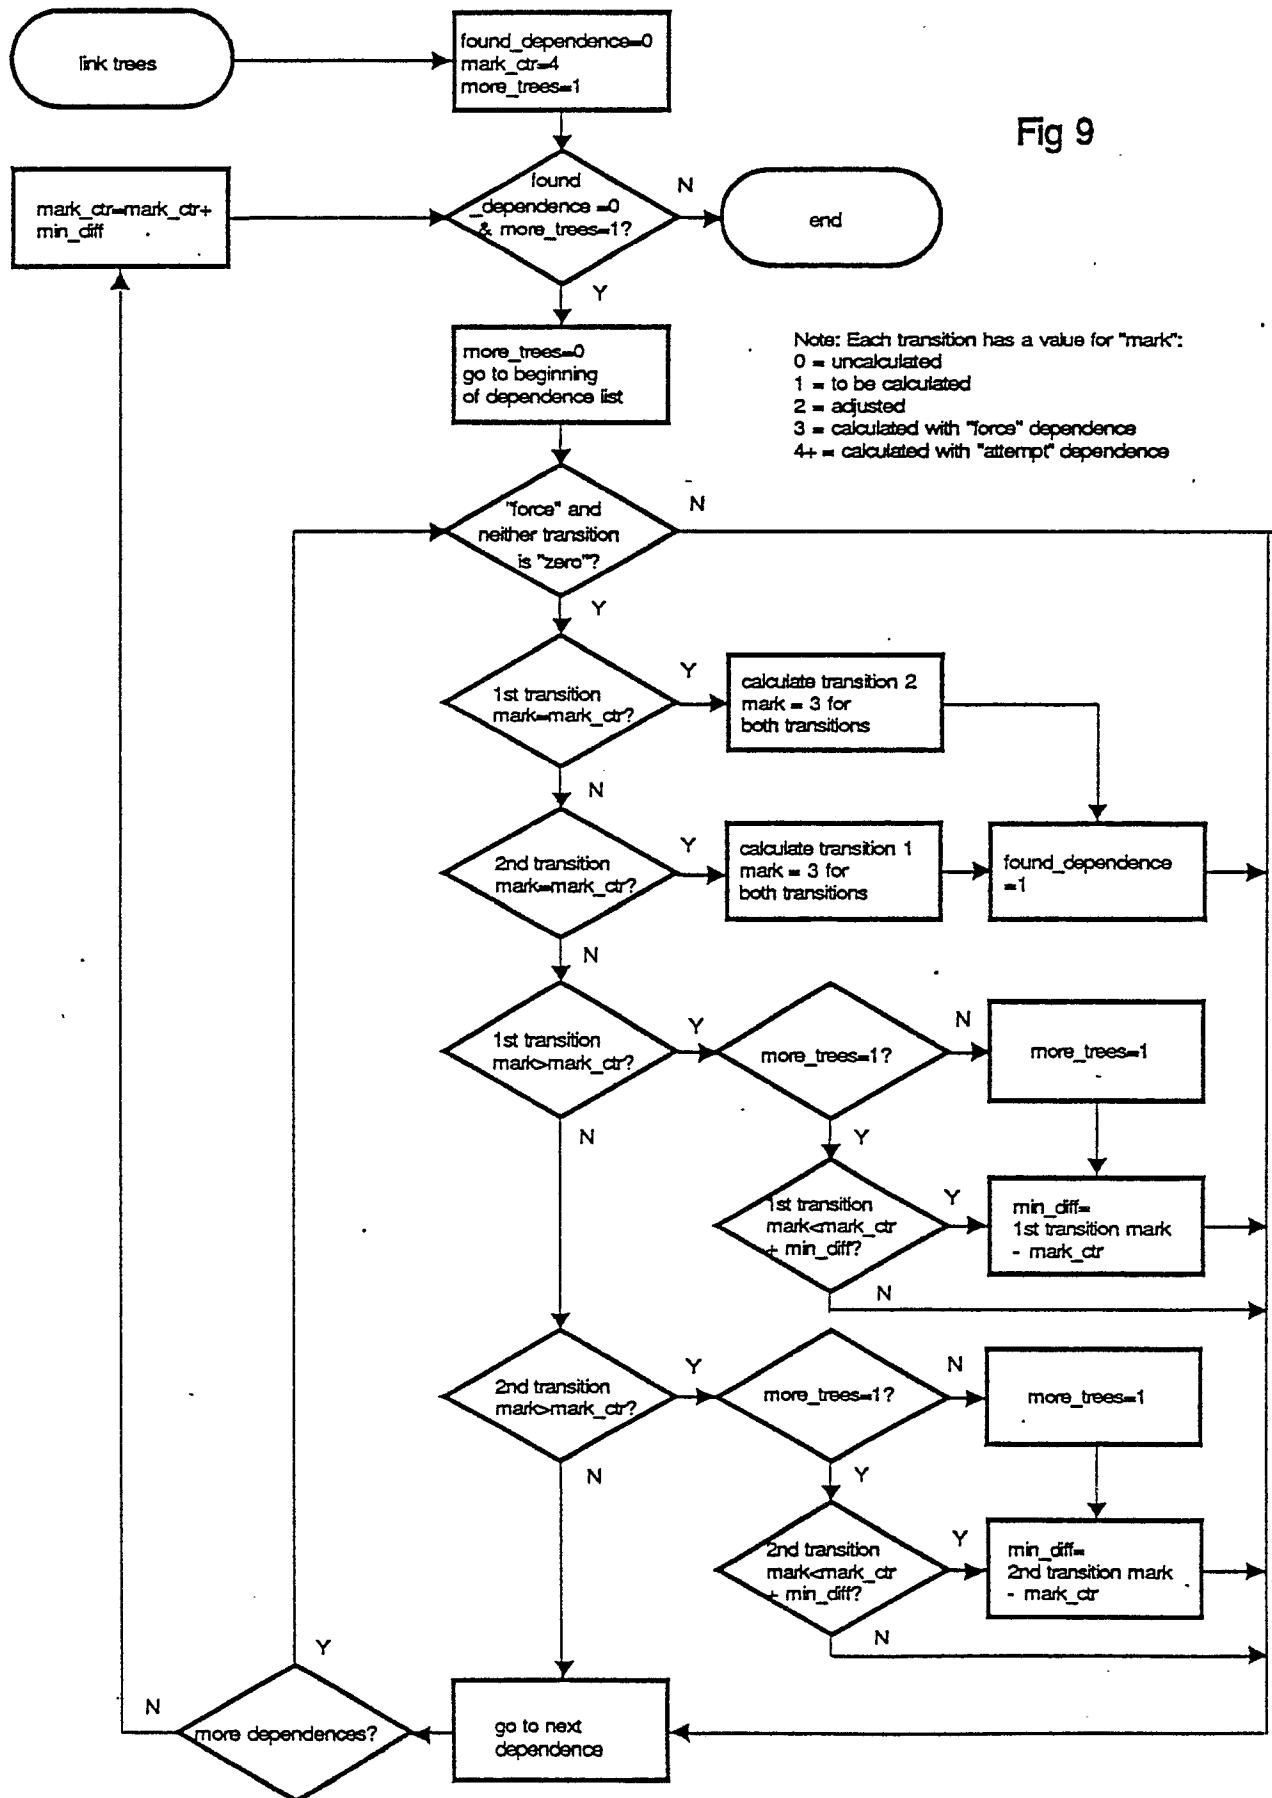 link trees
found_dependence=0
mark_ctr=4
more_trees=1
Fig 9
mark_ctr=mark_ctr+
min_diff
found
_dependence =0
& more_trees=1?
N
end
Y
more_trees=0
go to beginning
of dependence list
Note: Each transition has a value for "mark":
0 = uncalculated
1 = to be calculated
2 = adjusted
3 = calculated with "force" dependence
4+ = calculated with "attempt" dependence
"force" and
neither transition
is "zero"?
N
Y
1st transition
mark=mark_ctr?
Y
calculate transition 2
mark = 3 for
both transitions
N
2nd transition
mark=mark_ctr?
Y
calculate transition 1
mark = 3 for
both transitions
found_dependence
=1
N
1st transition
mark>mark_ctr?
Y
more_trees=1?
N
more_trees=1
N
Y
1st transition
mark<mark_ctr
+ min_diff?
Y
min_diff=
1st transition mark
- mark_ctr
N
2nd transition
mark>mark_ctr?
Y
more_trees=1?
N
more_trees=1
N
Y
2nd transition
mark<mark_ctr
+ min_diff?
Y
min_diff=
2nd transition mark
- mark_ctr
N
Y
N
more dependences?
go to next
dependence